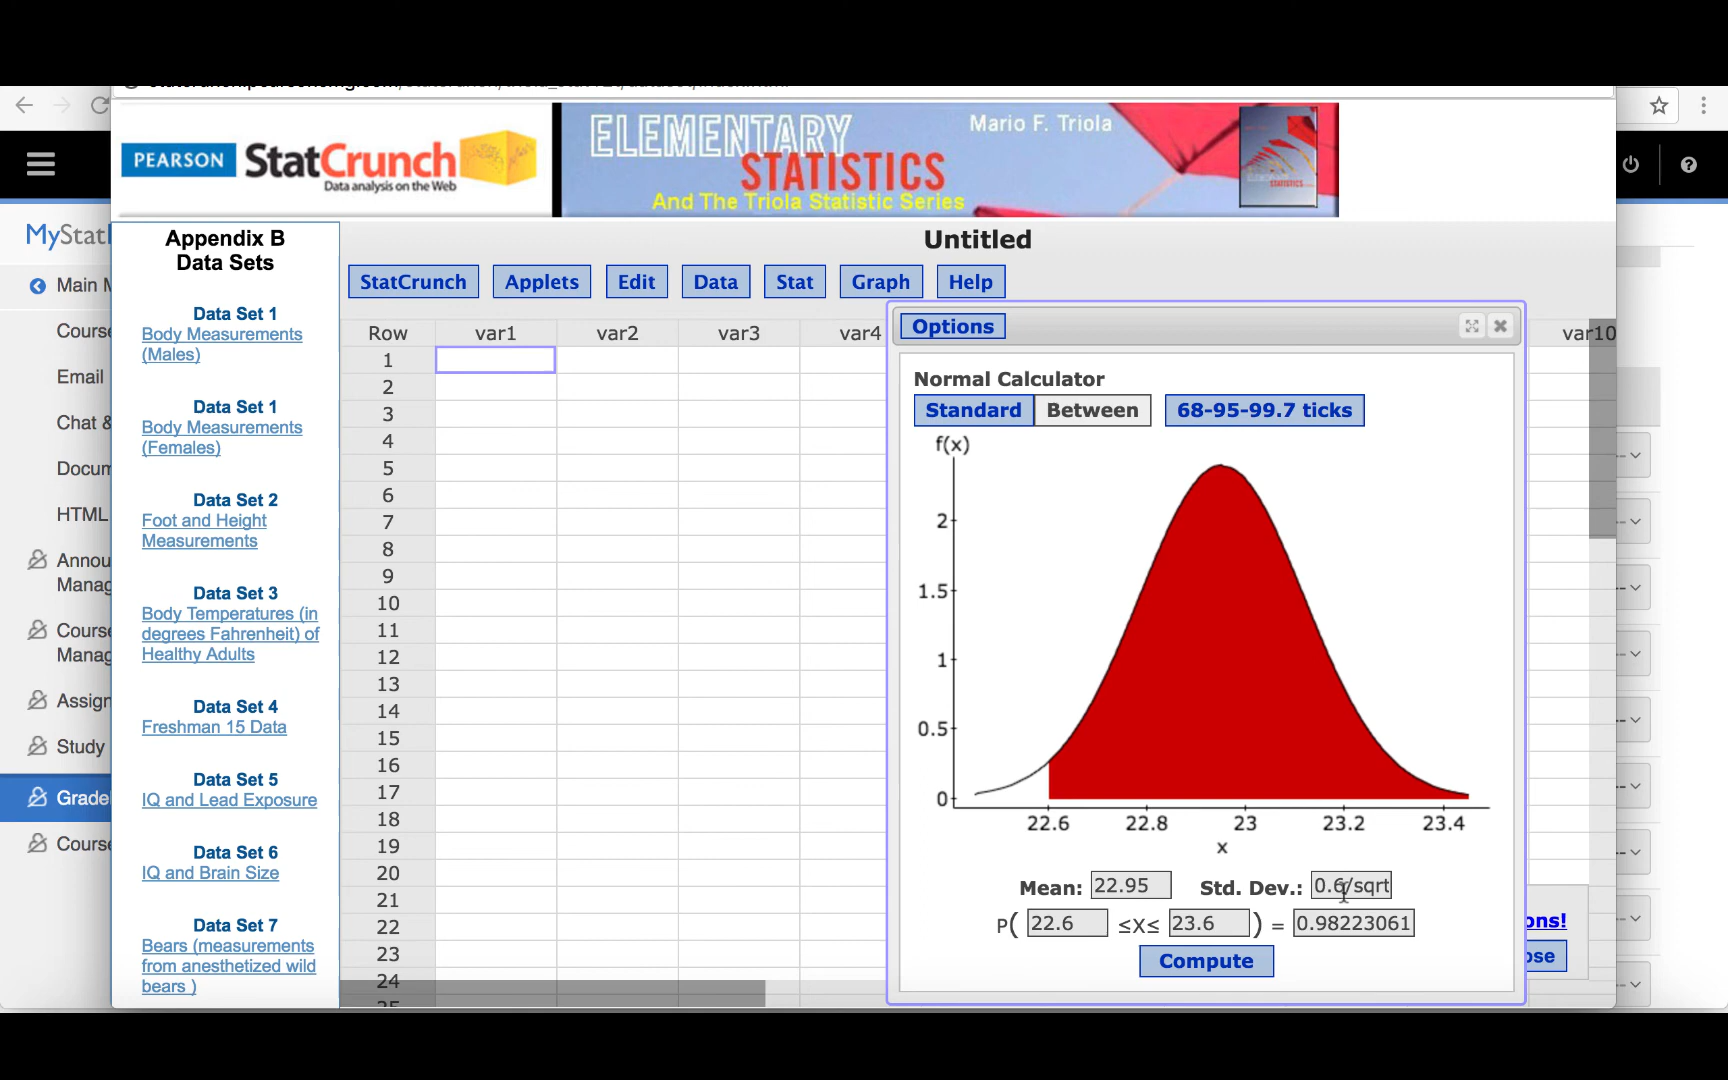 ELEMENTARY
STATISTICS
And The Triola Statistic Series
Mario F. Triola
PEARSON StatCrunch
Data analysis on the Web
MyStat
Main M
Course
Email
Chat &
Docum
HTML
Annou
Manag
Course
Manag
Assign
Study
Grade
Course
Appendix B
Data Sets
Data Set 1
Body Measurements
(Males)
Data Set 1
Body Measurements
(Females)
Data Set 2
Foot and Height
Measurements
Data Set 3
Body Temperatures (in
degrees Fahrenheit) of
Healthy Adults
Data Set 4
Freshman 15 Data
Data Set 5
IQ and Lead Exposure
Data Set 6
IQ and Brain Size
Data Set 7
Bears (measurements
from anesthetized wild
bears )
Untitled
StatCrunch Applets Edit Data Stat Graph Help
Row var1 var2 var3 var4 var10
1
2
3
4
5
6
7
8
9
10
11
12
13
14
15
16
17
18
19
20
21
22
23
24
Options
Normal Calculator
Standard Between 68-95-99.7 ticks
f(x)
2
1.5
1
0.5
0
22.6 22.8 23 23.2 23.4
x
Mean: 22.95 Std. Dev.: 0.6/sqrt
P( 22.6 ≤X≤ 23.6 ) = 0.98223061
Compute
ons!
ose